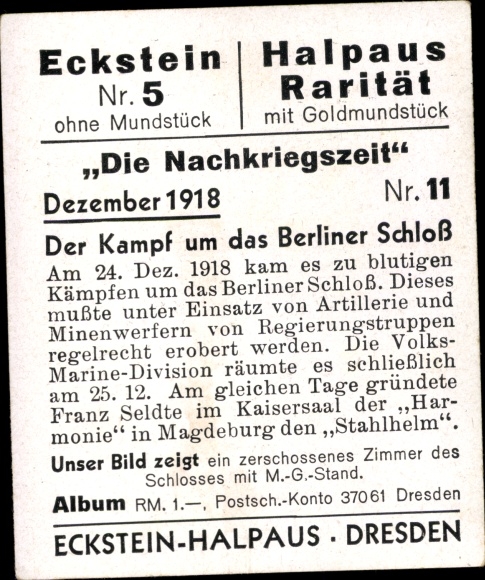 Eckstein
Nr. 5
ohne Mundstück
Halpaus
Rarität
mit Goldmundstück
„Die Nachkriegszeit“
Dezember 1918
Nr. 11
Der Kampf um das Berliner Schloß
Am 24. Dez. 1918 kam es zu blutigen
Kämpfen um das Berliner Schloß. Dieses
mußte unter Einsatz von Artillerie und
Minenwerfern von Regierungstruppen
regelrecht erobert werden. Die Volks-
Marine-Division räumte es schließlich
am 25. 12. Am gleichen Tage gründete
Franz Seldte im Kaisersaal der „Har-
monie“ in Magdeburg den „Stahlhelm“.
Unser Bild zeigt ein zerschossenes Zimmer des
Schlosses mit M.-G.-Stand.
Album RM. 1.—, Postsch.-Konto 37061 Dresden
ECKSTEIN-HALPAUS · DRESDEN